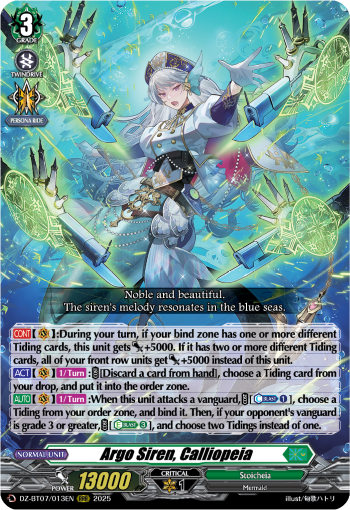 3
GRADE
TWINDRIVE
PERSONA RIDE
Noble and beautiful.
The siren's melody resonates in the blue seas.
CONT ]:During your turn, if your bind zone has one or more different
Tiding cards, this unit gets +5000. If it has two or more different Tiding
cards, all of your front row units get +5000 instead of this unit.
ACT 1/Turn :[Discard a card from hand], choose a Tiding card from
your drop, and put it into the order zone.
AUTO 1/Turn :When this unit attacks a vanguard, [ BLAST 1 ], choose a
Tiding from your order zone, and bind it. Then, if your opponent's vanguard
is grade 3 or greater, [ BLAST ], and choose two Tidings instead of one.
NORMAL UNIT Argo Siren, Calliopeia
POWER 13000 CRITICAL 1 Stoicheia
Mermaid
DZ-BT07/013EN RRR 2025 illust/匈歌ハトリ